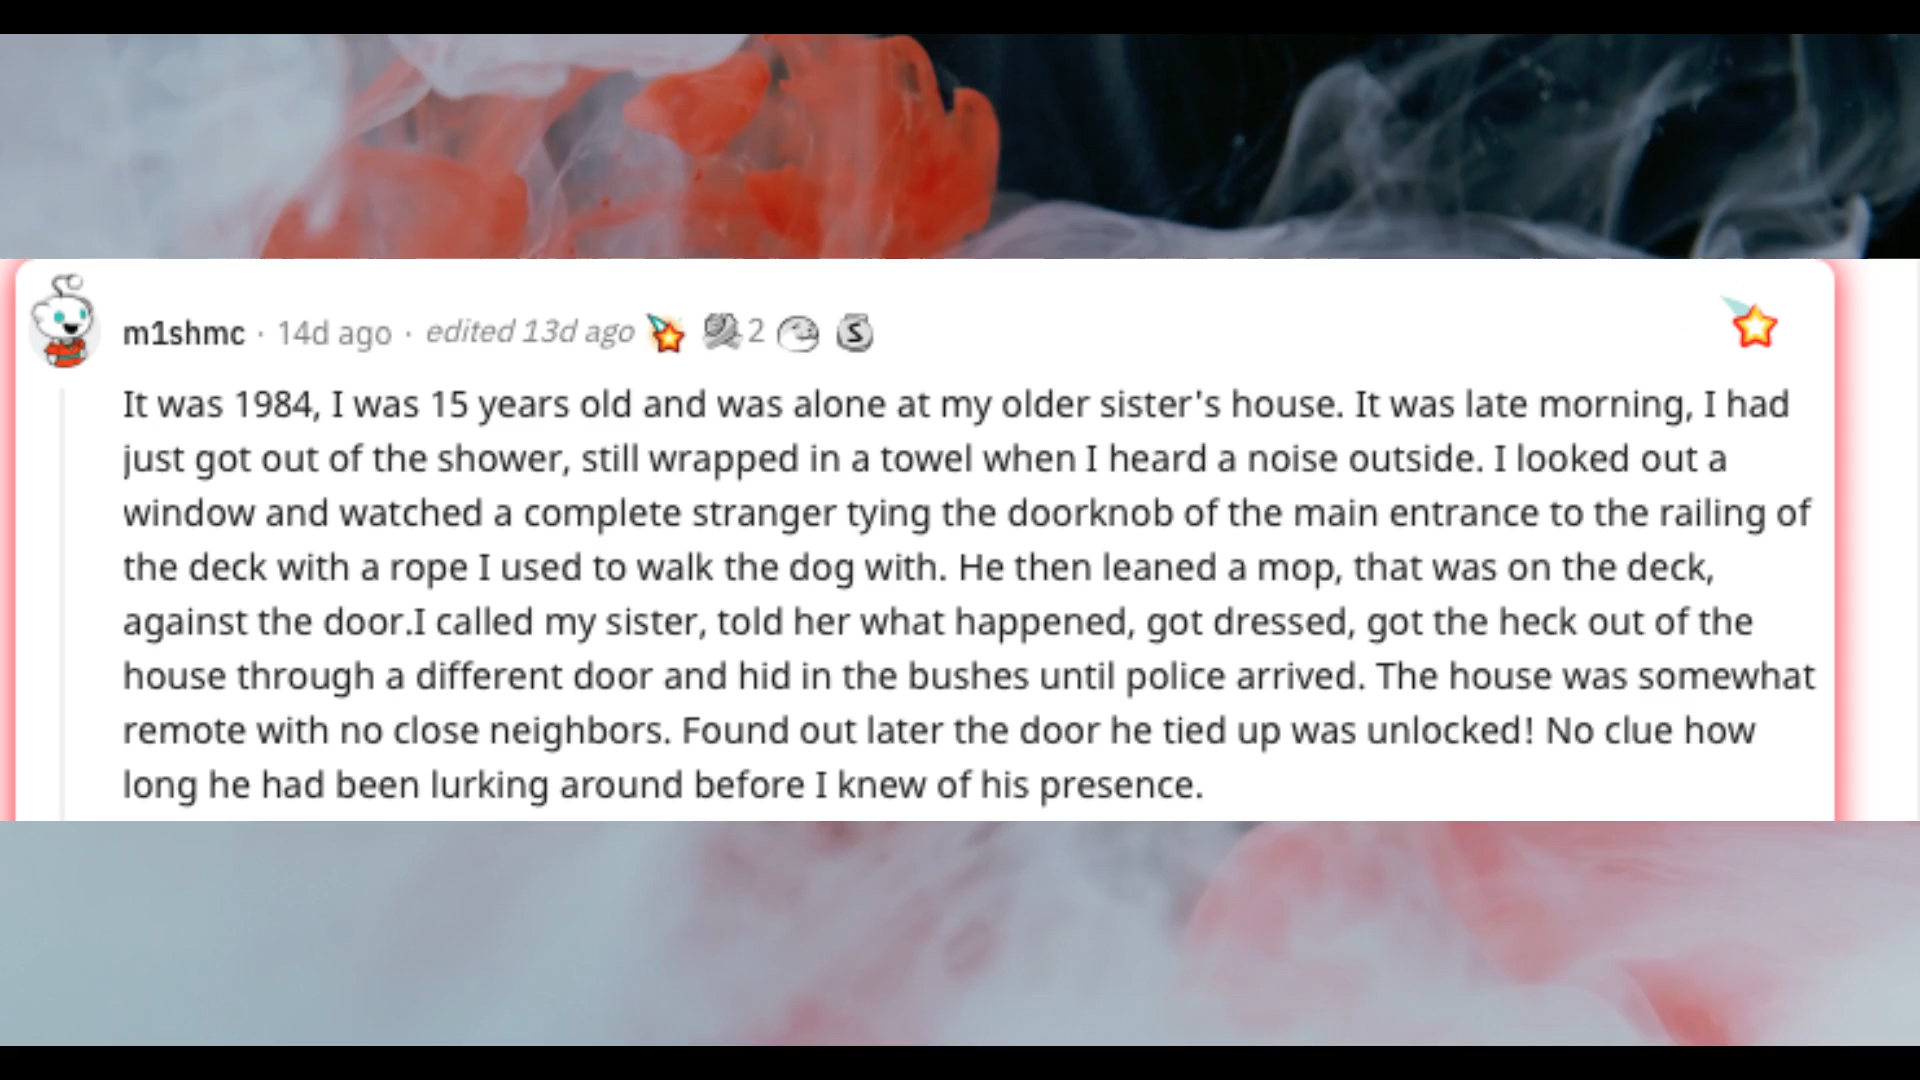 m1shmc · 14d ago · edited 13d ago 2 S
It was 1984, I was 15 years old and was alone at my older sister's house. It was late morning, I had
just got out of the shower, still wrapped in a towel when I heard a noise outside. I looked out a
window and watched a complete stranger tying the doorknob of the main entrance to the railing of
the deck with a rope I used to walk the dog with. He then leaned a mop, that was on the deck,
against the door.I called my sister, told her what happened, got dressed, got the heck out of the
house through a different door and hid in the bushes until police arrived. The house was somewhat
remote with no close neighbors. Found out later the door he tied up was unlocked! No clue how
long he had been lurking around before I knew of his presence.